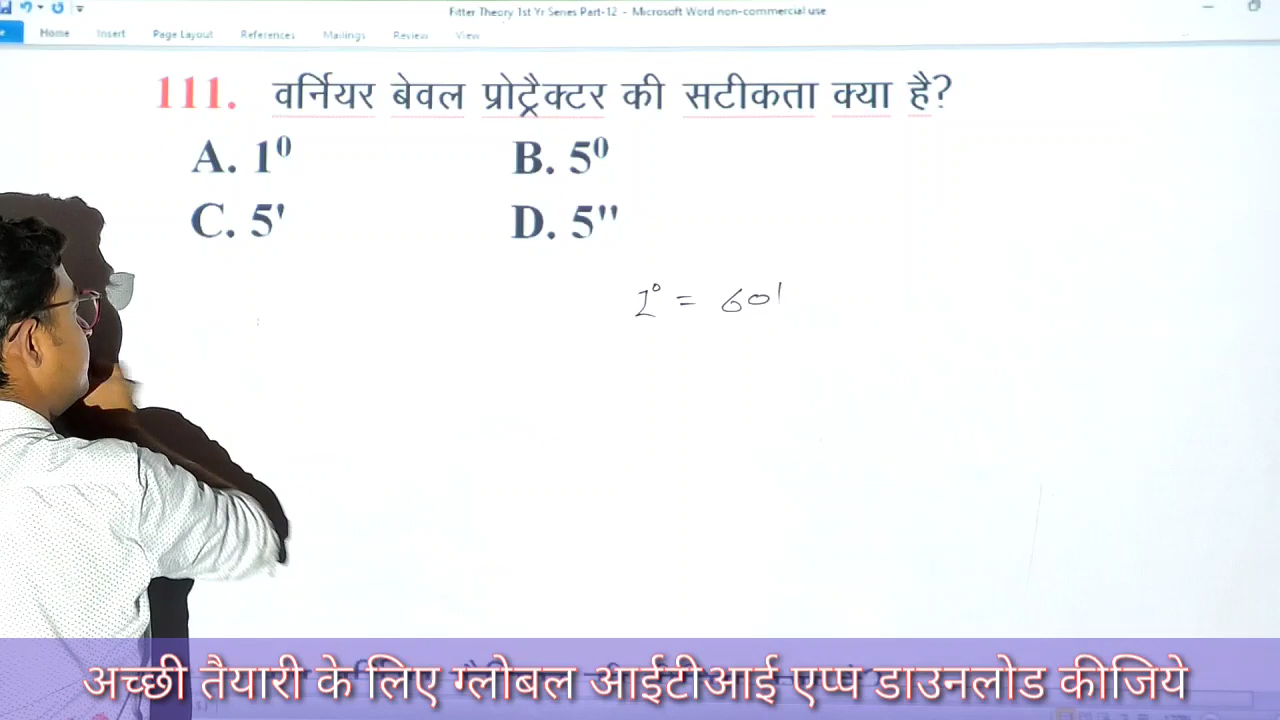 Fitter Theory 1st Yr Series Part-12 - Microsoft Word non-commercial use
Home Insert Page Layout References Mailings Review View
111. वर्नियर बेवल प्रोट्रैक्टर की सटीकता क्या है?
A. 1⁰ B. 5⁰
C. 5' D. 5''
1° = 60'
अच्छी तैयारी के लिए ग्लोबल आईटीआई एप्प डाउनलोड कीजिये